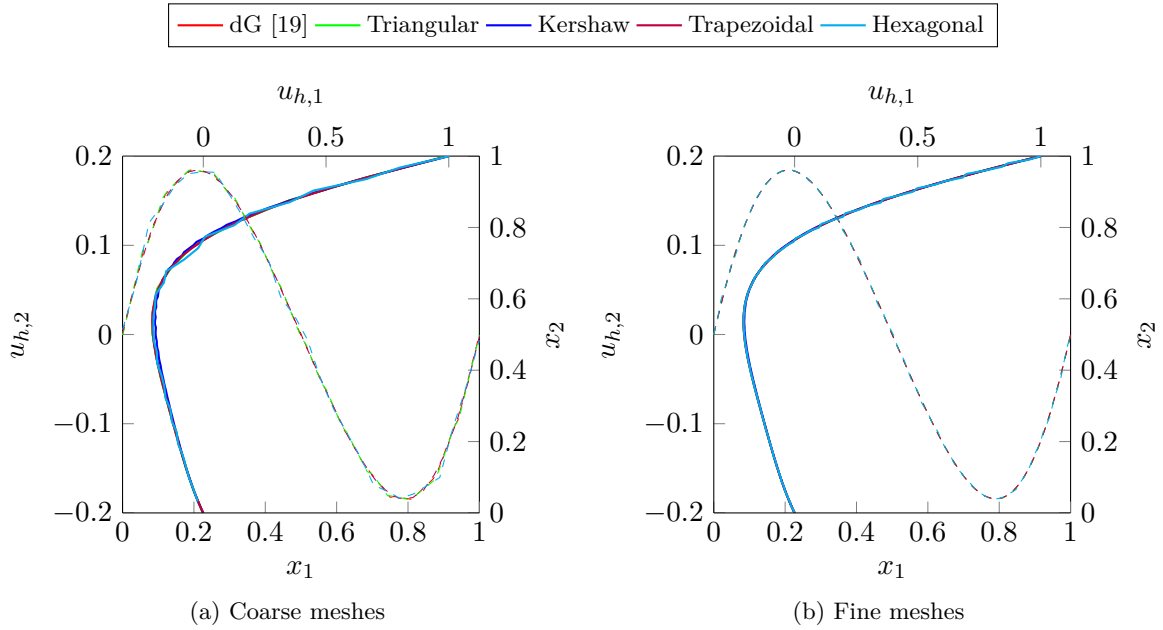 dG [19] Triangular Kershaw Trapezoidal Hexagonal
u_{h,1}
0 0.5 1
0.2 1
0.1 0.8
0 0.6
−0.1 0.4
−0.2 0.2
0
u_{h,2}
x_2
0 0.2 0.4 0.6 0.8 1
x_1
(a) Coarse meshes
u_{h,1}
0 0.5 1
0.2 1
0.1 0.8
0 0.6
−0.1 0.4
−0.2 0.2
0
u_{h,2}
x_2
0 0.2 0.4 0.6 0.8 1
x_1
(b) Fine meshes